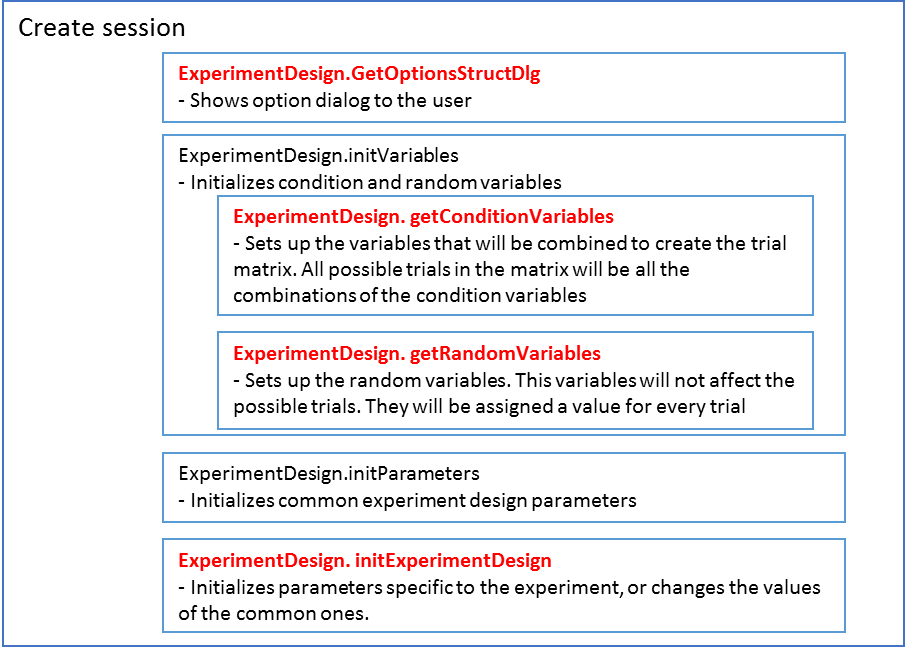 Create session
ExperimentDesign.GetOptionsStructDlg
- Shows option dialog to the user
ExperimentDesign.initVariables
- Initializes condition and random variables
ExperimentDesign. getConditionVariables
- Sets up the variables that will be combined to create the trial
matrix. All possible trials in the matrix will be all the
combinations of the condition variables
ExperimentDesign. getRandomVariables
- Sets up the random variables. This variables will not affect the
possible trials. They will be assigned a value for every trial
ExperimentDesign.initParameters
- Initializes common experiment design parameters
ExperimentDesign. initExperimentDesign
- Initializes parameters specific to the experiment, or changes the values
of the common ones.